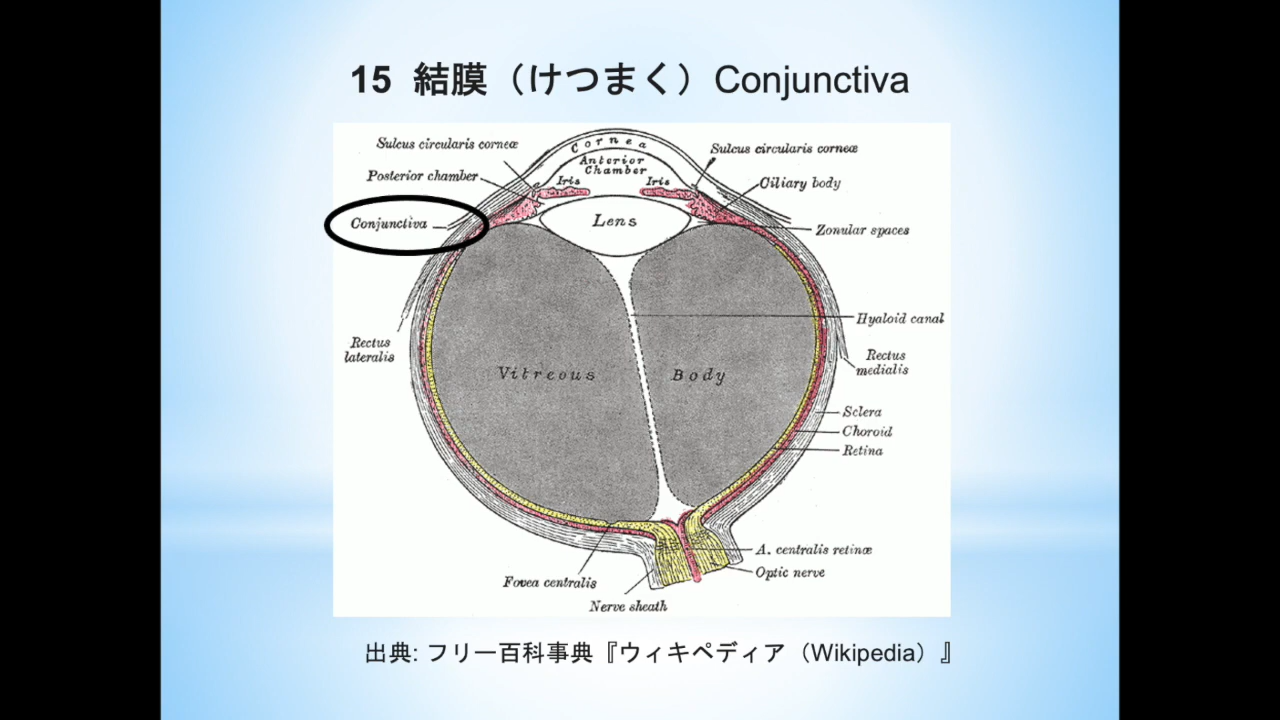 15 結膜（けつまく）Conjunctiva
Sulcus circularis corneæ
Cornea
Sulcus circularis corneæ
Anterior
Chamber
Posterior chamber
Iris
Iris
Ciliary body
Conjunctiva
Lens
Zonular spaces
Hyaloid canal
Rectus
lateralis
Rectus
medialis
Vitreous
Body
Sclera
Choroid
Retina
A. centralis retinæ
Optic nerve
Fovea centralis
Nerve sheath
出典: フリー百科事典『ウィキペディア（Wikipedia）』